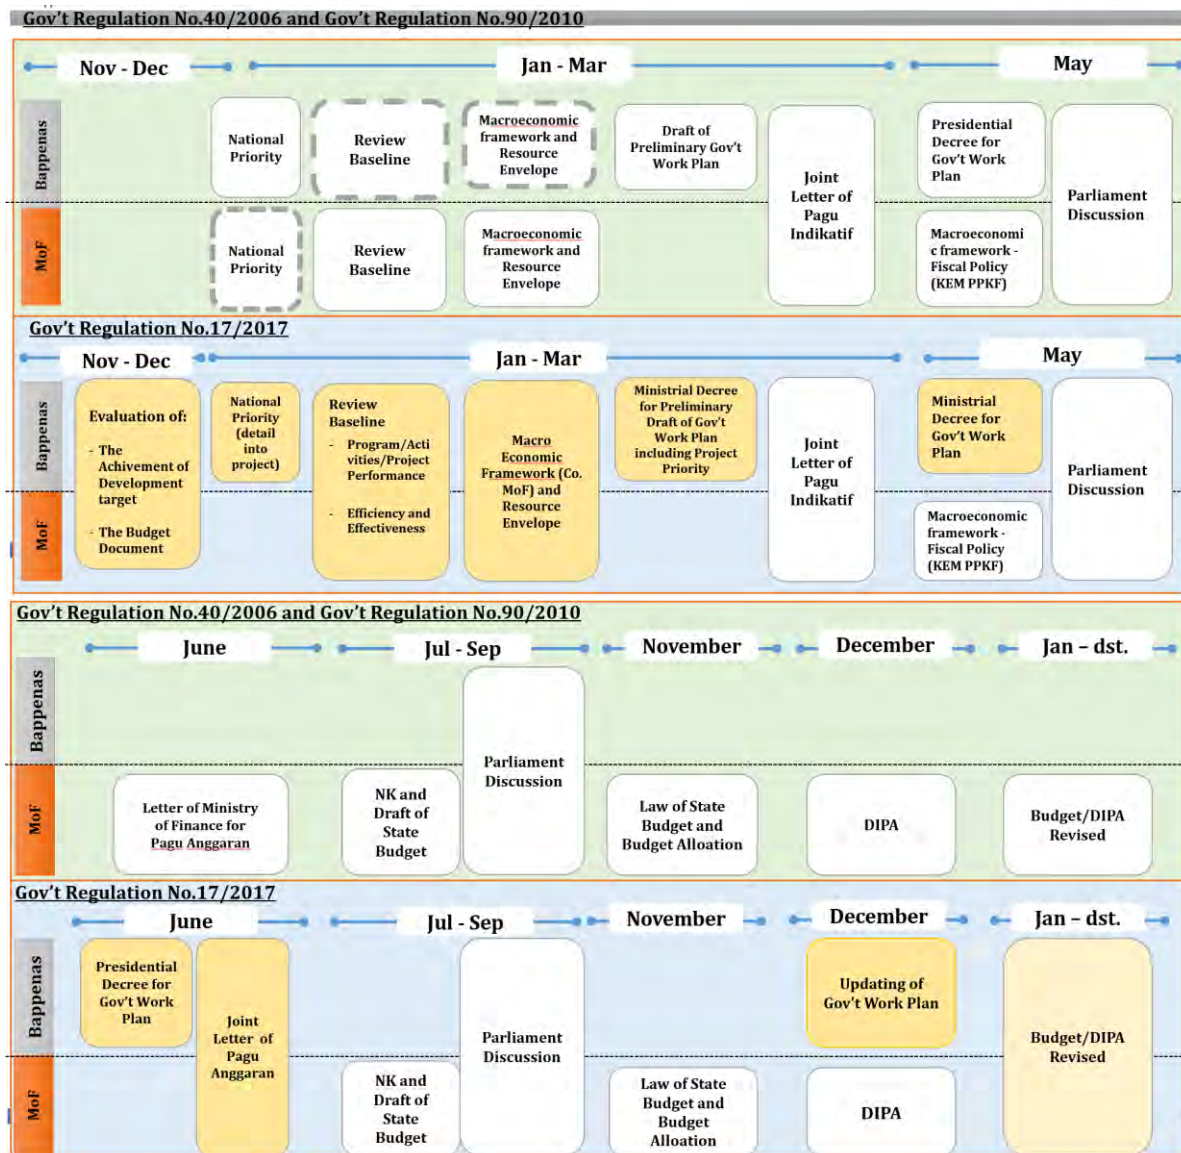 Gov't Regulation No.40/2006 and Gov't Regulation No.90/2010
Nov - Dec
Jan - Mar
May
Bappenas
National
Priority
Review
Baseline
Macroeconomic
framework and
Resource
Envelope
Draft of
Preliminary Gov't
Work Plan
Joint
Letter of
Pagu
Indikatif
Presidential
Decree for
Gov't Work
Plan
Parliament
Discussion
MoF
National
Priority
Review
Baseline
Macroeconomic
framework and
Resource
Envelope
Macroeconomi
c framework -
Fiscal Policy
(KEM PPKF)
Gov't Regulation No.17/2017
Nov - Dec
Jan - Mar
May
Bappenas
MoF
Evaluation of:
- The
Achivement of
Development
target
- The Budget
Document
National
Priority
(detail
into
project)
Review
Baseline
- Program/Acti
vities/Project
Performance
- Efficiency and
Effectiveness
Macro
Economic
Framework (Co.
MoF) and
Resource
Envelope
Ministrial Decree
for Preliminary
Draft of Gov't
Work Plan
including Project
Priority
Joint
Letter of
Pagu
Indikatif
Ministrial
Decree for
Gov't Work
Plan
Macroeconomic
framework -
Fiscal Policy
(KEM PPKF)
Parliament
Discussion
Gov't Regulation No.40/2006 and Gov't Regulation No.90/2010
June
Jul - Sep
November
December
Jan – dst.
Bappenas
MoF
Letter of Ministry
of Finance for
Pagu Anggaran
NK and
Draft of
State
Budget
Parliament
Discussion
Law of State
Budget and
Budget Alloation
DIPA
Budget/DIPA
Revised
Gov't Regulation No.17/2017
June
Jul - Sep
November
December
Jan – dst.
Bappenas
MoF
Presidential
Decree for
Gov't Work
Plan
Joint
Letter of
Pagu
Anggaran
NK and
Draft of
State
Budget
Parliament
Discussion
Law of State
Budget and
Budget
Alloation
Updating of
Gov't Work Plan
DIPA
Budget/DIPA
Revised